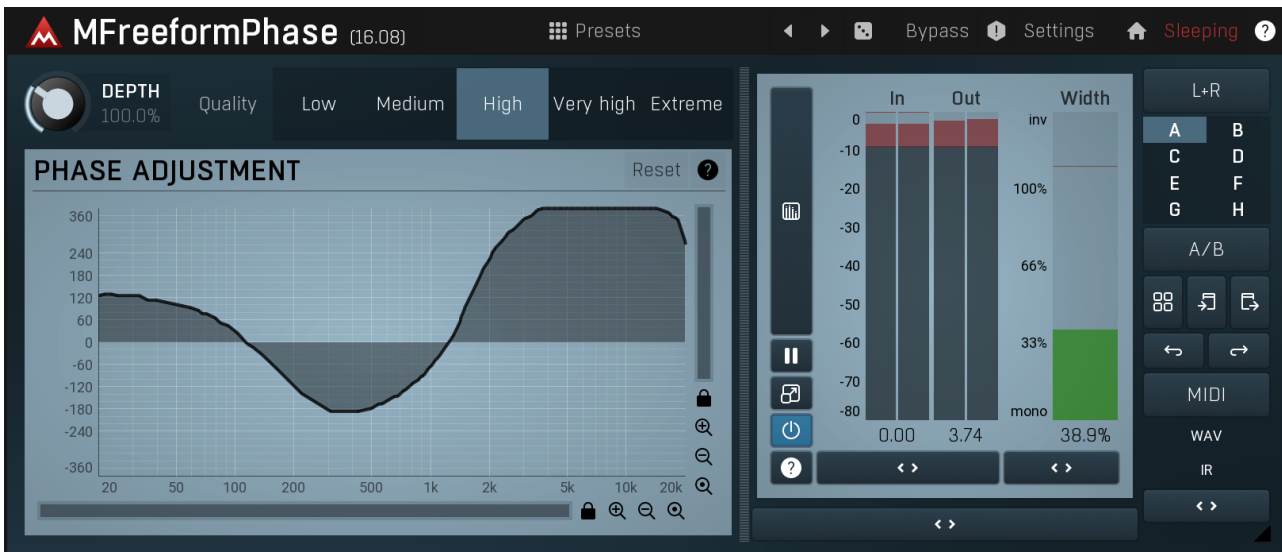 MFreeformPhase (16.08)
Presets
Bypass
Settings
Sleeping
?
DEPTH
100.0%
Quality
Low
Medium
High
Very high
Extreme
PHASE ADJUSTMENT
Reset
?
360
240
180
120
60
0
-60
-120
-180
-240
-360
20
50
100
200
500
1k
2k
5k
10k
20k
In
Out
Width
0
-10
-20
-30
-40
-50
-60
-70
-80
inv
100%
66%
33%
mono
0.00
3.74
38.9%
?
L+R
A B
C D
E F
G H
A/B
MIDI
WAV
IR